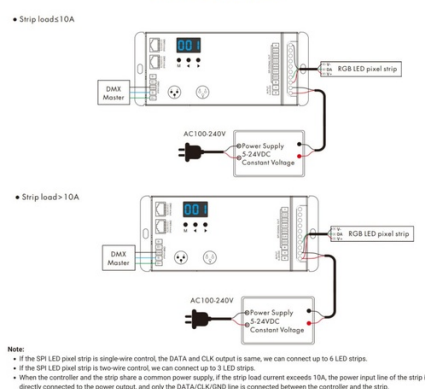 • Strip load≤10A
001
M ◀ ▶
DMX
Master
V-
DA
V+
RGB LED pixel strip
AC100-240V
Power Supply
5-24VDC
Constant Voltage
• Strip load>10A
001
M ◀ ▶
DMX
Master
V-
DA
V+
RGB LED pixel strip
AC100-240V
Power Supply
5-24VDC
Constant Voltage
Note:
• If the SPI LED pixel strip is single-wire control, the DATA and CLK output is same, we can connect up to 6 LED strips.
• If the SPI LED pixel strip is two-wire control, we can connect up to 3 LED strips.
• When the controller and the strip share a common power supply, if the strip load current exceeds 10A, the power input line of the strip i
directly connected to the power output, and only the DATA/CLK/GND line is connected between the controller and the strip.